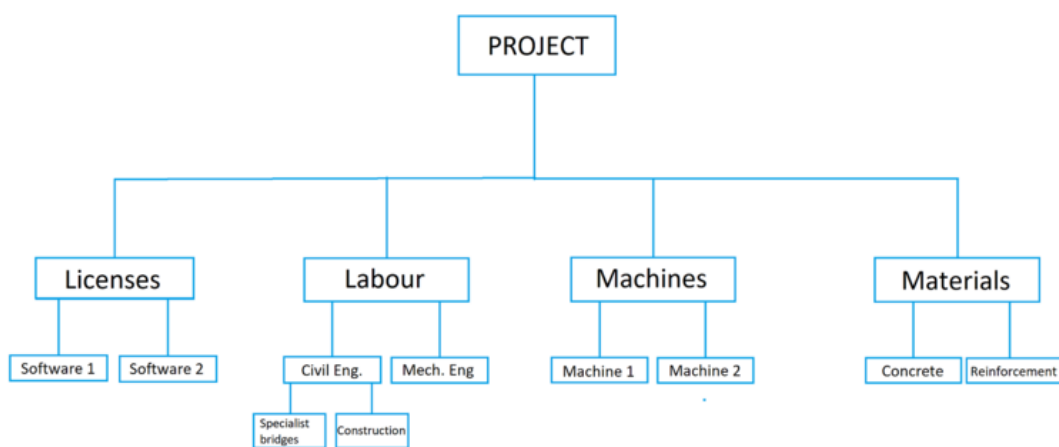 PROJECT
Licenses
Labour
Machines
Materials
Software 1
Software 2
Civil Eng.
Mech. Eng
Machine 1
Machine 2
Concrete
Reinforcement
Specialist
bridges
Construction